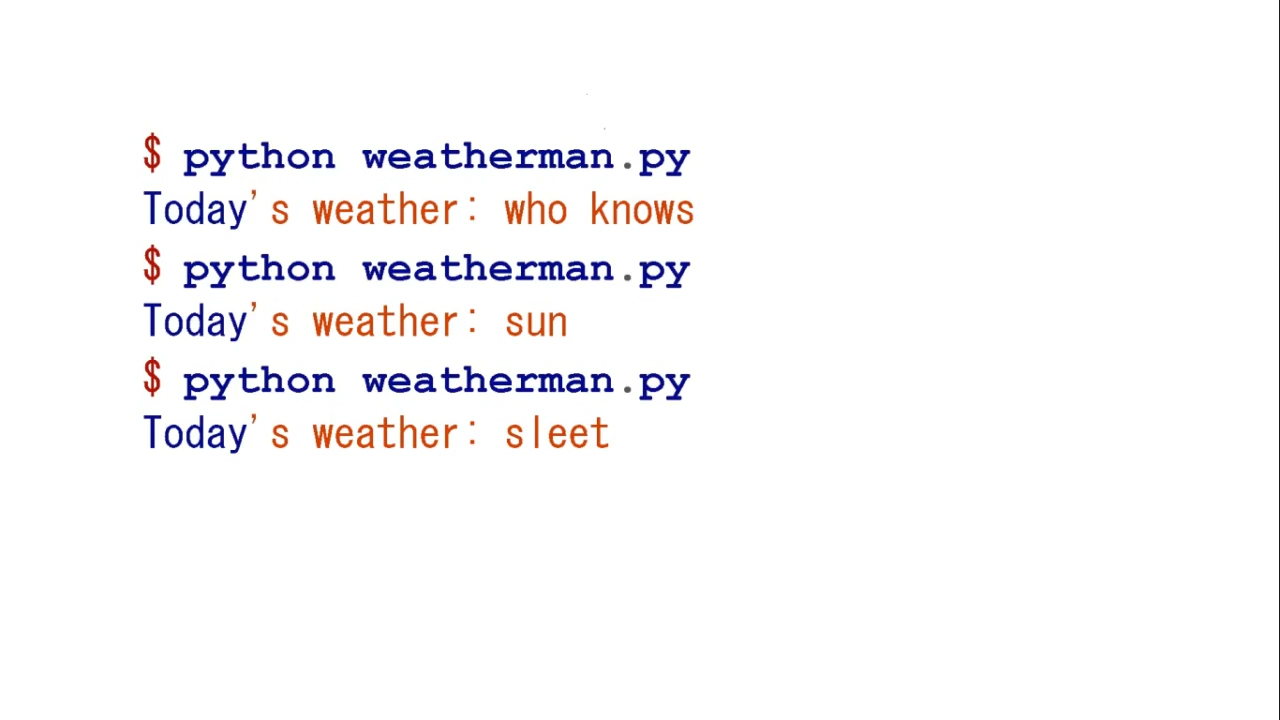 $ python weatherman.py
Today's weather: who knows
$ python weatherman.py
Today's weather: sun
$ python weatherman.py
Today's weather: sleet